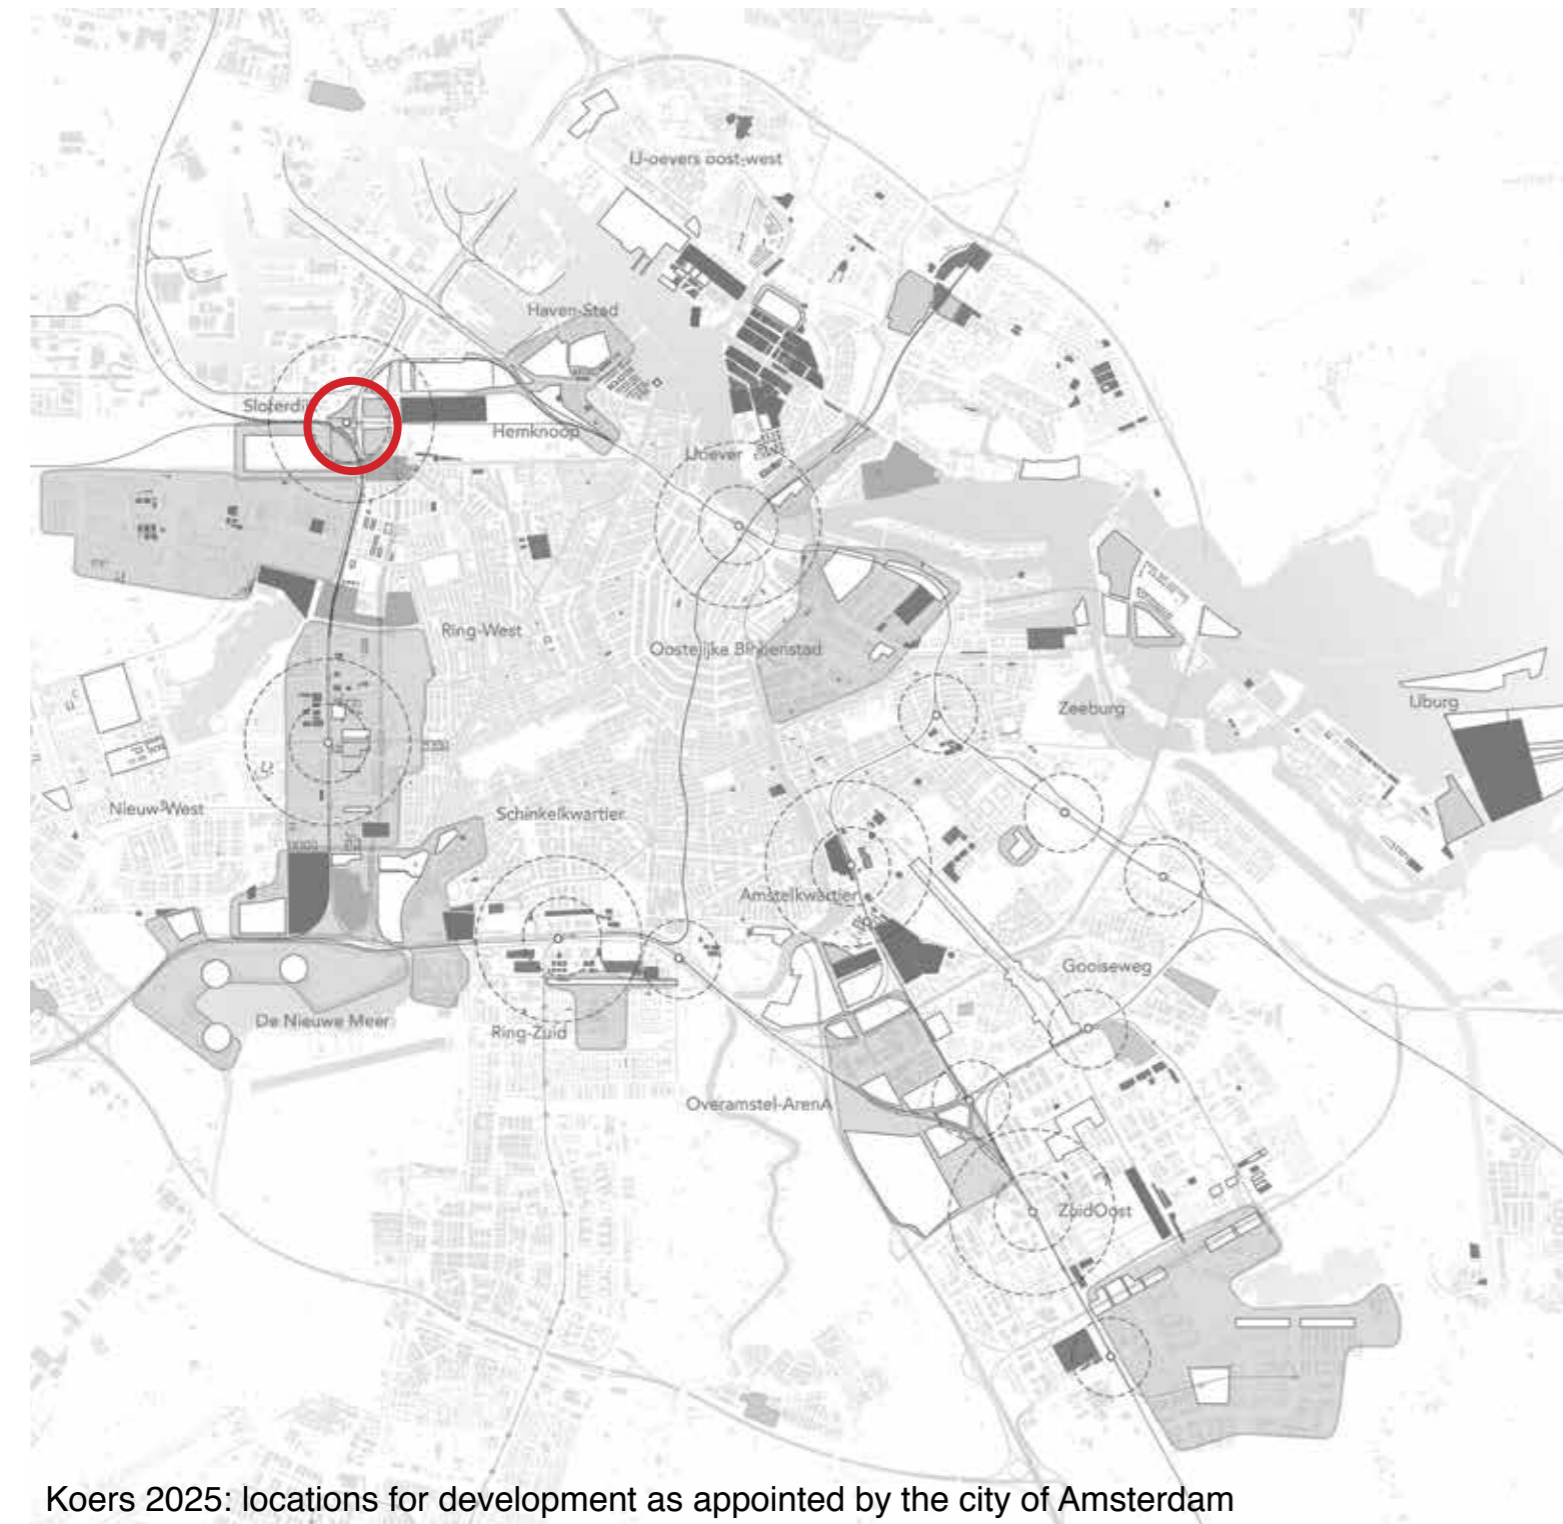 IJ-oevers oost-west
Haven-Stad
Hemknoop
IJoever
Ring-West
Oostelijke Binnenstad
Zeeburg
IJburg
Nieuw-West
Schinkelkwartier
Amstelkwartier
Gooiseweg
De Nieuwe Meer
Ring-Zuid
Overamstel-ArenA
ZuidOost
Koers 2025: locations for development as appointed by the city of Amsterdam